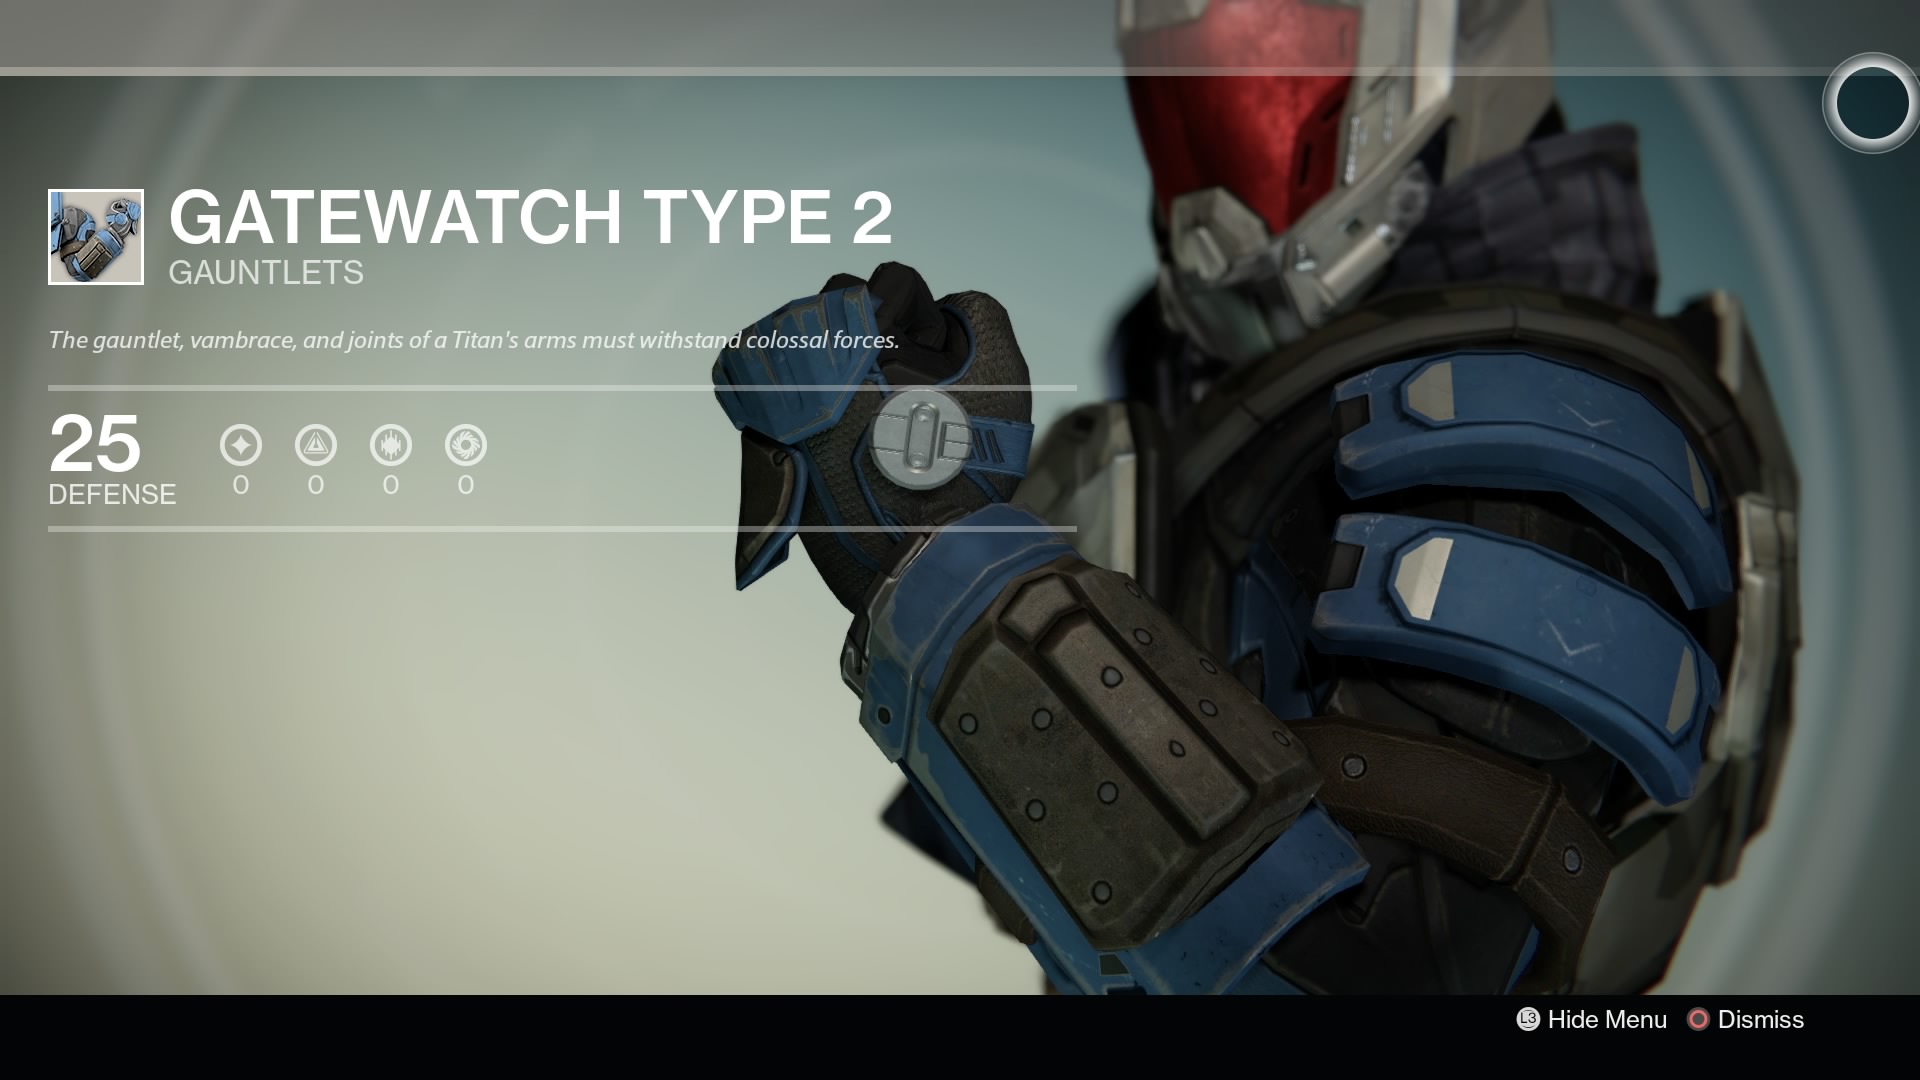 GATEWATCH TYPE 2
GAUNTLETS
The gauntlet, vambrace, and joints of a Titan's arms must withstand colossal forces.
25
DEFENSE
0 0 0 0
L3 Hide Menu Dismiss